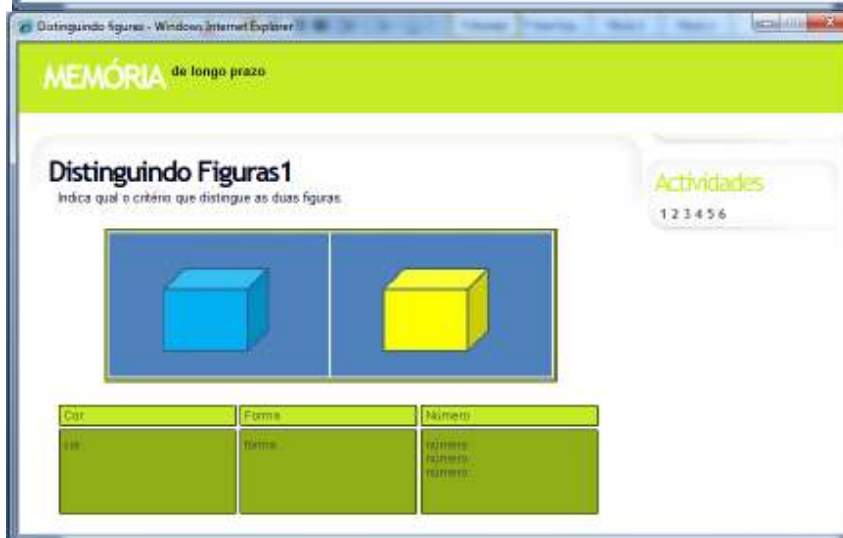 Distinguindo figuras - Windows Internet Explorer
MEMÓRIA de longo prazo
Distinguindo Figuras1
Indica qual o critério que distingue as duas figuras.
Actividades
1 2 3 4 5 6
Cor Forma Número
cor forma número
número
número